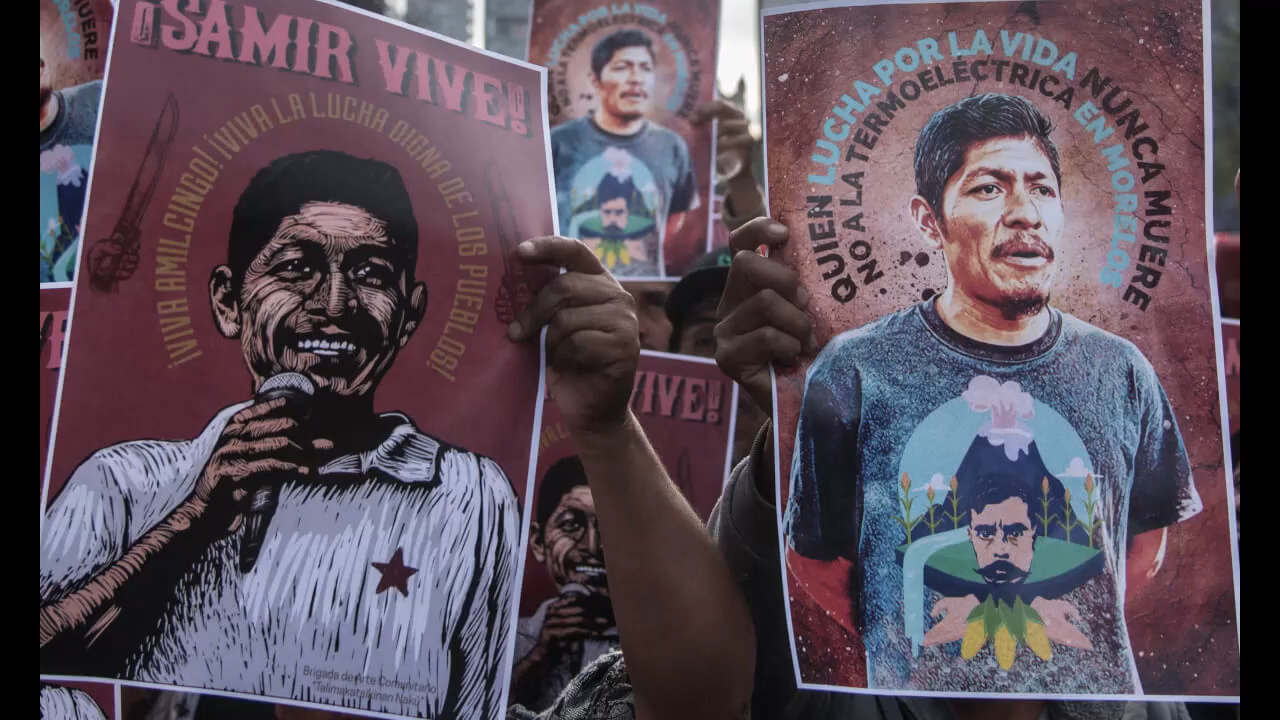 ¡SAMIR VIVE!
¡VIVA AMILCINGO! ¡VIVA LA LUCHA DIGNA DE LOS PUEBLOS!
Brigada de Arte Comunitario
QUIEN LUCHA POR LA VIDA NUNCA MUERE
NO A LA TERMOELÉCTRICA EN MORELOS
LUCHA POR LA VIDA
MUERE
VIVE!